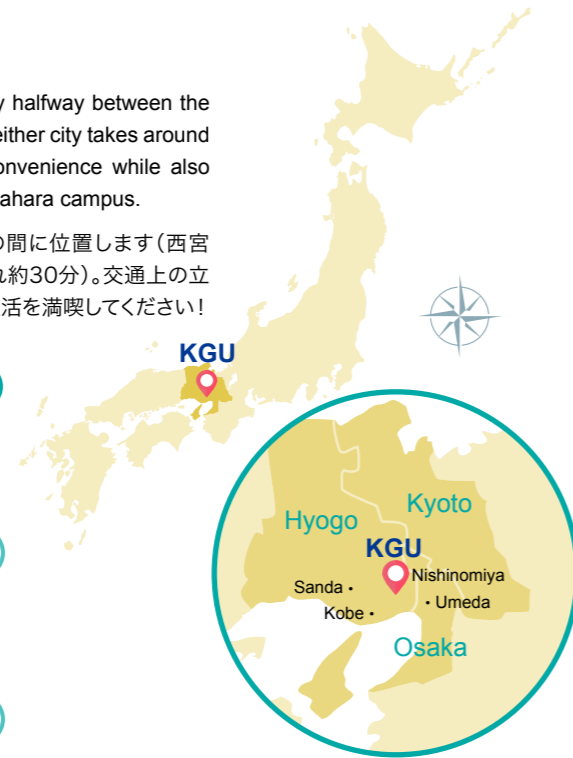 y halfway between the
either city takes around
onvenience while also
ahara campus.
の間に位置します（西宮
れ約30分）。交通上の立
活を満喫してください！
KGU
Hyogo
Kyoto
KGU
Nishinomiya
Sanda
Umeda
Kobe
Osaka